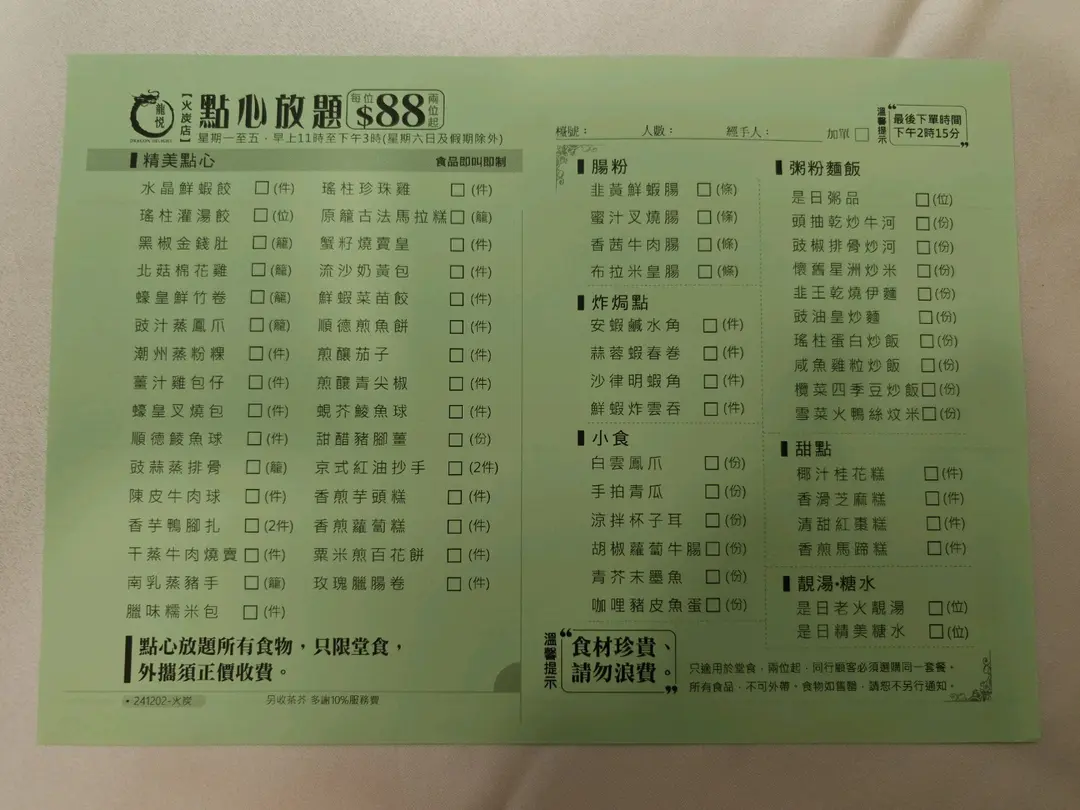 龍悦
DRAGON DELIGHT
【火炭店】
點心放題
每位$88兩位起
星期一至五,早上11時至下午3時(星期六日及假期除外)
精美點心 食品即叫即制
水晶鮮蝦餃 (件) 瑤柱珍珠雞 (件)
瑤柱灌湯餃 (位) 原籠古法馬拉糕 (籠)
黑椒金錢肚 (籠) 蟹籽燒賣皇 (件)
北菇棉花雞 (籠) 流沙奶黃包 (件)
蠔皇鮮竹卷 (籠) 鮮蝦菜苗餃 (件)
豉汁蒸鳳爪 (籠) 順德煎魚餅 (件)
潮州蒸粉粿 (件) 煎釀茄子 (件)
薑汁雞包仔 (件) 煎釀青尖椒 (件)
蠔皇叉燒包 (件) 蜆芥鯪魚球 (件)
順德鯪魚球 (件) 甜醋豬腳薑 (份)
豉蒜蒸排骨 (籠) 京式紅油抄手 (2件)
陳皮牛肉球 (件) 香煎芋頭糕 (件)
香芋鴨腳扎 (2件) 香煎蘿蔔糕 (件)
干蒸牛肉燒賣 (件) 粟米煎百花餅 (件)
南乳蒸豬手 (籠) 玫瑰臘腸卷 (件)
臘味糯米包 (件)
點心放題所有食物,只限堂食,
外攜須正價收費。
• 241202-火炭 另收茶芥 多謝10%服務費
檯號: 人數: 經手人: 加單
溫馨提示
“最後下單時間
下午2時15分”
腸粉
韭黃鮮蝦腸 (條)
蜜汁叉燒腸 (條)
香茜牛肉腸 (條)
布拉米皇腸 (條)
炸焗點
安蝦鹹水角 (件)
蒜蓉蝦春卷 (件)
沙律明蝦角 (件)
鮮蝦炸雲吞 (件)
小食
白雲鳳爪 (份)
手拍青瓜 (份)
涼拌杯子耳 (份)
胡椒蘿蔔牛腸 (份)
青芥末墨魚 (份)
咖哩豬皮魚蛋 (份)
粥粉麵飯
是日粥品 (位)
頭抽乾炒牛河 (份)
豉椒排骨炒河 (份)
懷舊星洲炒米 (份)
韭王乾燒伊麵 (份)
豉油皇炒麵 (份)
瑤柱蛋白炒飯 (份)
咸魚雞粒炒飯 (份)
欖菜四季豆炒飯 (份)
雪菜火鴨絲炆米 (份)
甜點
椰汁桂花糕 (件)
香滑芝麻糕 (件)
清甜紅棗糕 (件)
香煎馬蹄糕 (件)
靚湯•糖水
是日老火靚湯 (位)
是日精美糖水 (位)
溫馨提示
“食材珍貴、
請勿浪費。”
只適用於堂食,兩位起,同行顧客必須選購同一套餐。
所有食品,不可外帶。食物如售罄,請恕不另行通知。